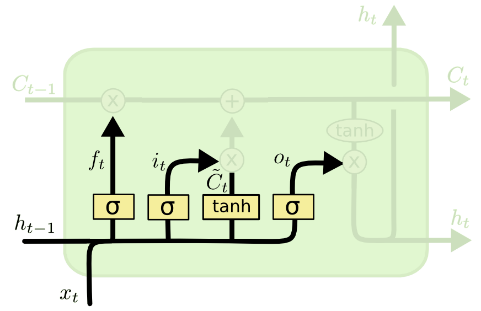 h_t
C_{t-1}
x
+
C_t
tanh
f_t
i_t
x
C̃_t
o_t
x
σ
σ
tanh
σ
h_{t-1}
h_t
x_t